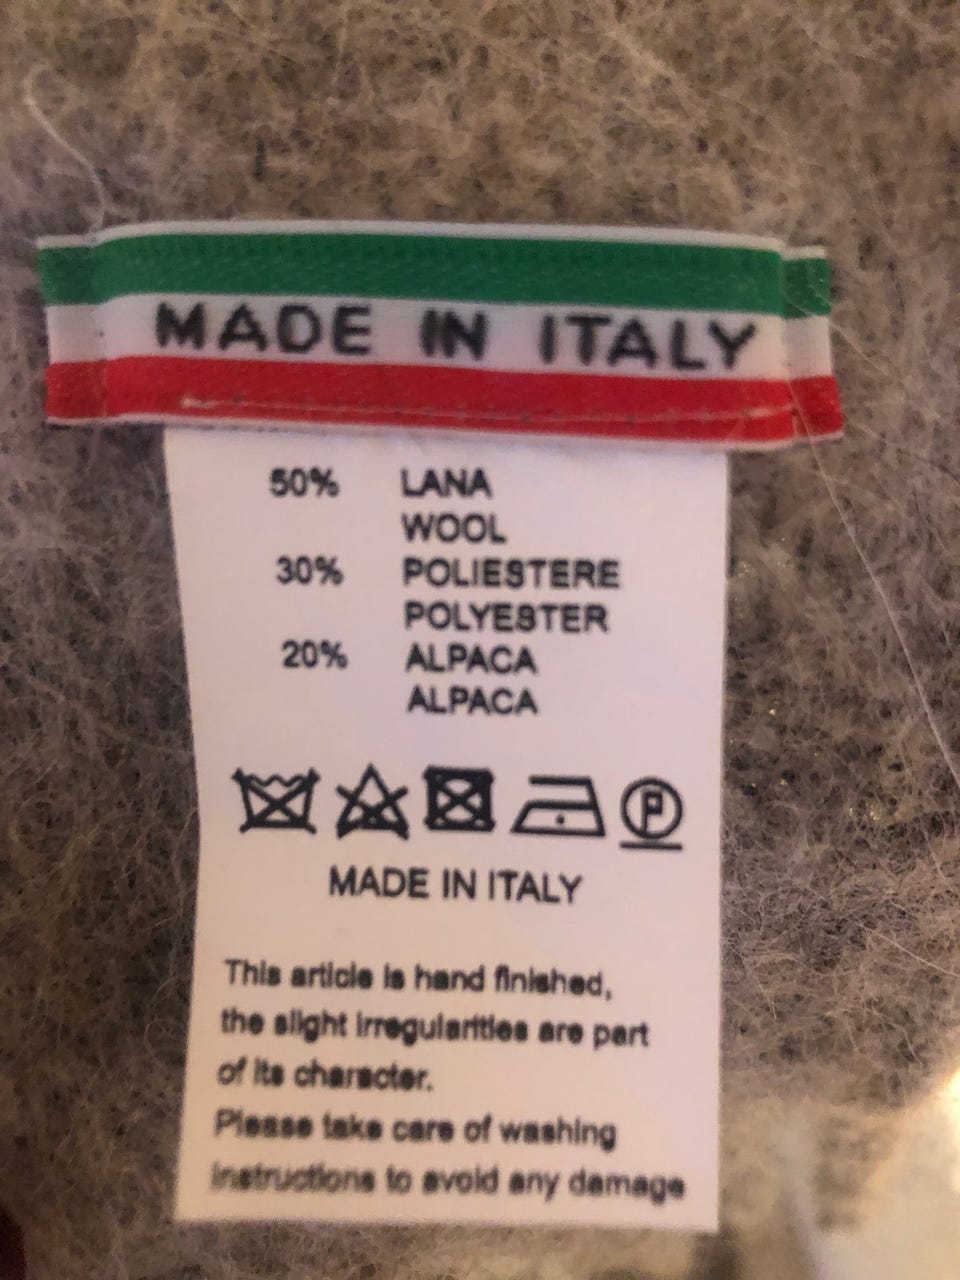 MADE IN ITALY
50% LANA
WOOL
30% POLIESTERE
POLYESTER
20% ALPACA
ALPACA
P
MADE IN ITALY
This article is hand finished,
the slight irregularities are part
of its character.
Please take care of washing
instructions to avoid any damage